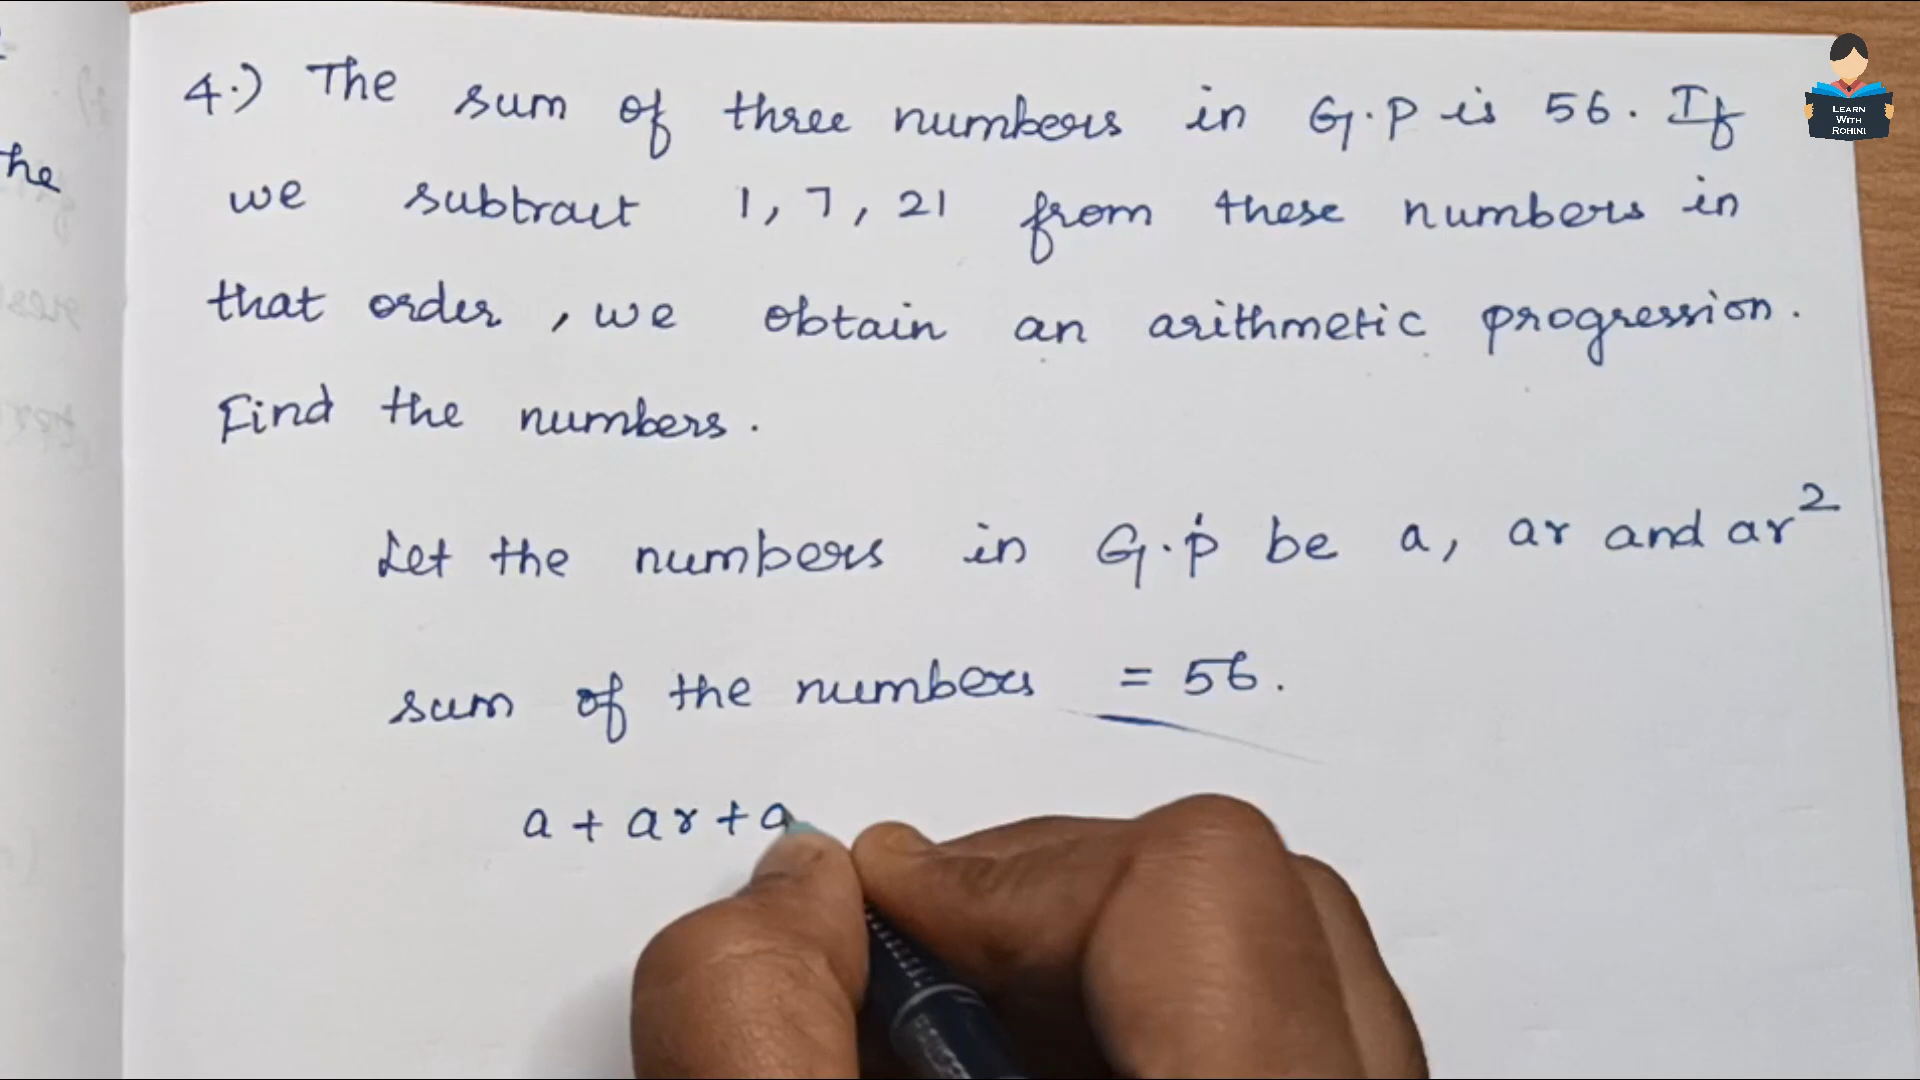 4.) The sum of three numbers in G.P is 56. If
we subtract 1, 7, 21 from these numbers in
that order, we obtain an arithmetic progression.
Find the numbers.
Let the numbers in G.P be a, ar and ar²
sum of the numbers = 56.
a + ar + a
he
LEARN
WITH
ROHINI